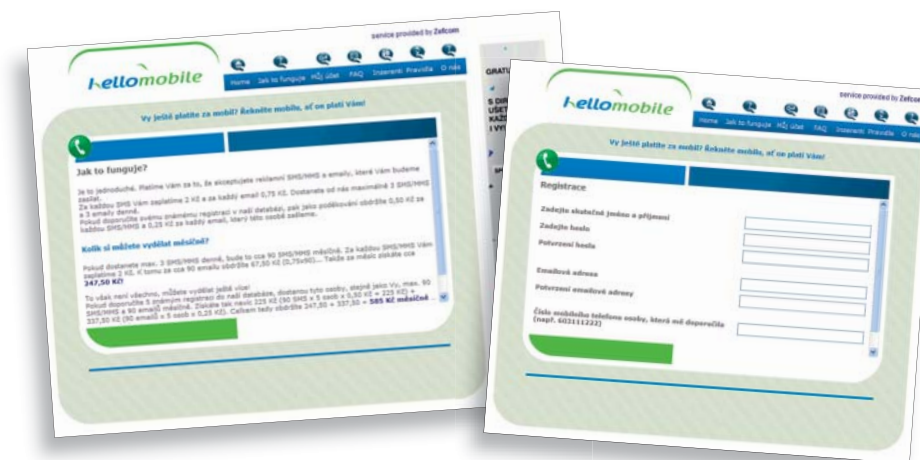 service provided by Zefcom
hellomobile
Home Jak to funguje Můj účet FAQ Inzerenti Pravidla O nás
Vy ještě platíte za mobil? Řekněte mobilu, ať on platí Vám!
Jak to funguje?
Je to jednoduché. Platíme Vám za to, že akceptujete reklamní SMS/MMS a emaily, které Vám budeme
zasílat.
Za každou SMS Vám zaplatíme 2 Kč a za každý email 0,75 Kč. Dostanete od nás maximálně 3 SMS/MMS
a 3 emaily denně.
Pokud doporučíte svému známému registraci v naší databázi, pak jako poděkování obdržíte 0,50 Kč za
každou SMS/MMS a 0,25 Kč za každý email, který této osobě zašleme.
Kolik si můžete vydělat měsíčně?
Pokud dostanete max. 3 SMS/MMS denně, bude to cca 90 SMS/MMS měsíčně. Za každou SMS/MMS Vám
zaplatíme 2 Kč. K tomu za cca 90 emailu obdržíte 67,50 Kč (0,75x90)... Takže za měsíc získáte cca
247,50 Kč!
To však není všechno, můžete vydělat ještě více!
Pokud doporučíte 5 známým registraci do naší databáze, dostanou tyto osoby, stejně jako Vy, max. 90
SMS/MMS a 90 emailů měsíčně. Získáte tak navíc 225 Kč (90 SMS x 5 osob x 0,50 Kč = 225 Kč) +
337,50 Kč (90 emailů x 5 osob x 0,25 Kč). Celkem tedy obdržíte 247,50 + 337,50 = 585 Kč měsíčně
GRATU
S DIR
UŠET
KAŽD
I VY
service provided by Zefcom
hellomobile
Home Jak to funguje Můj účet FAQ Inzerenti Pravidla O nás
Vy ještě platíte za mobil? Řekněte mobilu, ať on platí Vám!
Registrace
Zadejte skutečné jméno a příjmení
Zadejte heslo
Potvrzení hesla
Emailová adresa
Potvrzení emailové adresy
Číslo mobilního telefonu osoby, která mě doporučila
(např. 603111222)